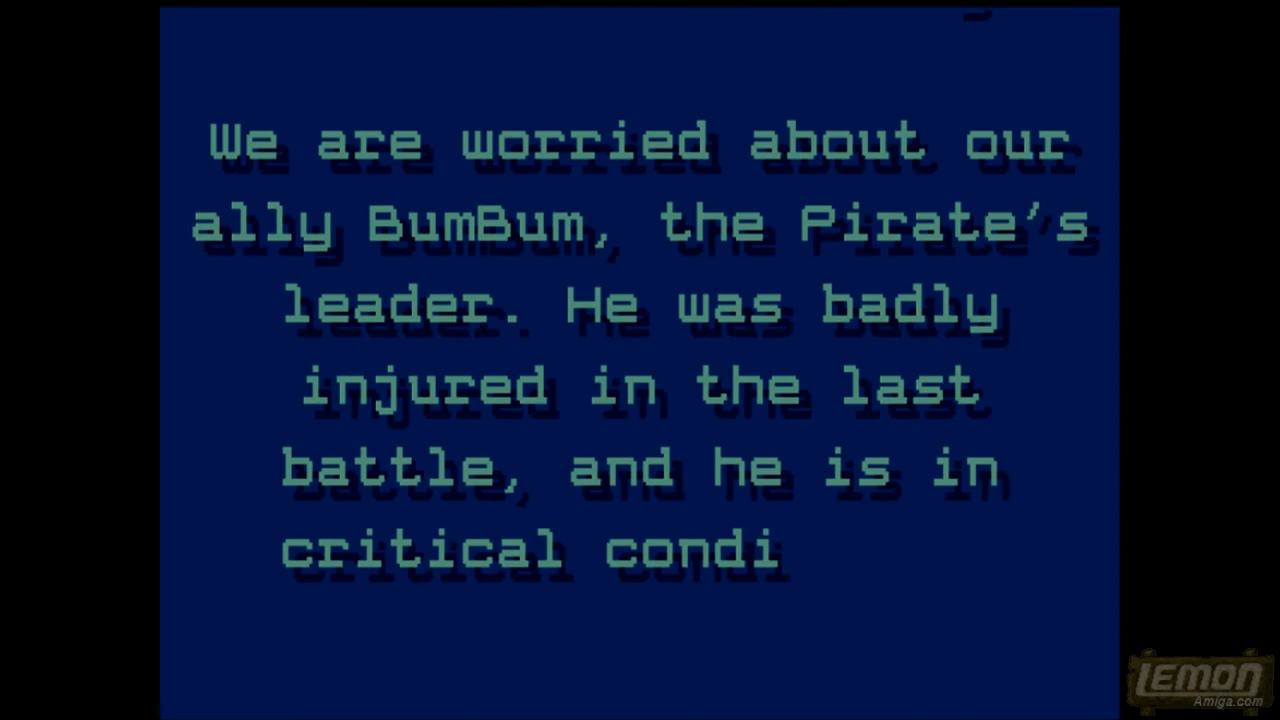 We are worried about our
ally BumBum, the Pirate's
leader. He was badly
injured in the last
battle, and he is in
critical condi
LEMON
Amiga.com